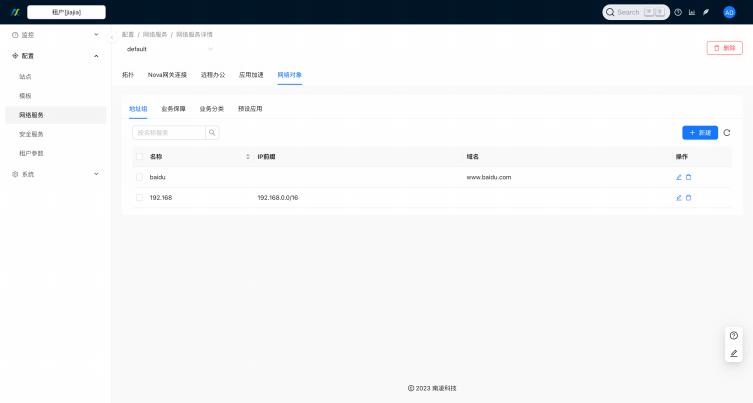 租户[jiajia]
Search
AD
监控
配置
站点
模板
网络服务
安全服务
租户参数
系统
配置 / 网络服务 / 网络服务详情
default
删除
拓扑 Nova网关连接 远程办公 应用加速 网络对象
地址组 业务保障 业务分类 预设应用
按名称搜索
+ 新建
名称 IP前缀 域名 操作
baidu www.baidu.com
192.168 192.168.0.0/16
© 2023 南凌科技